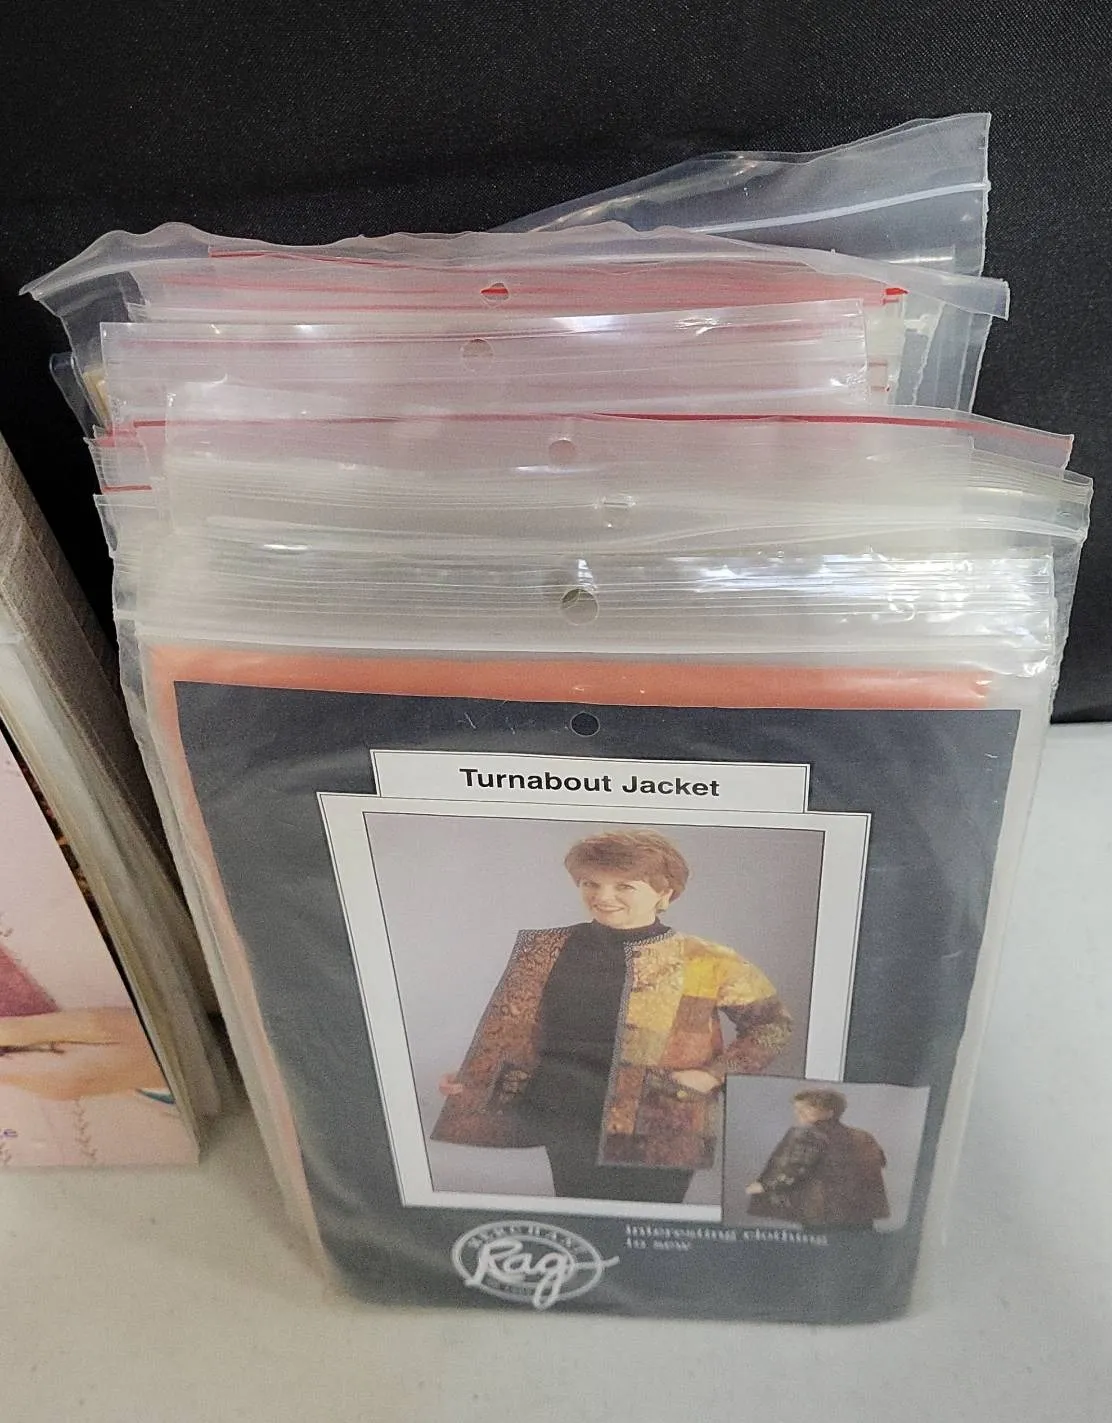 Turnabout Jacket
Rag
interesting clothing
to sew